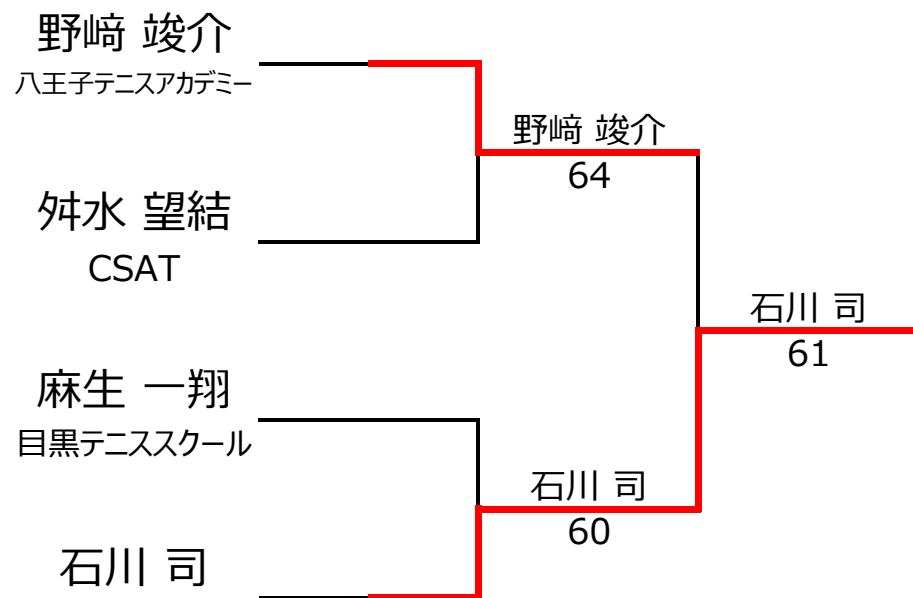 野﨑 竣介
八王子テニスアカデミー
野﨑 竣介
64
舛水 望結
CSAT
石川 司
61
麻生 一翔
目黒テニススクール
石川 司
60
石川 司